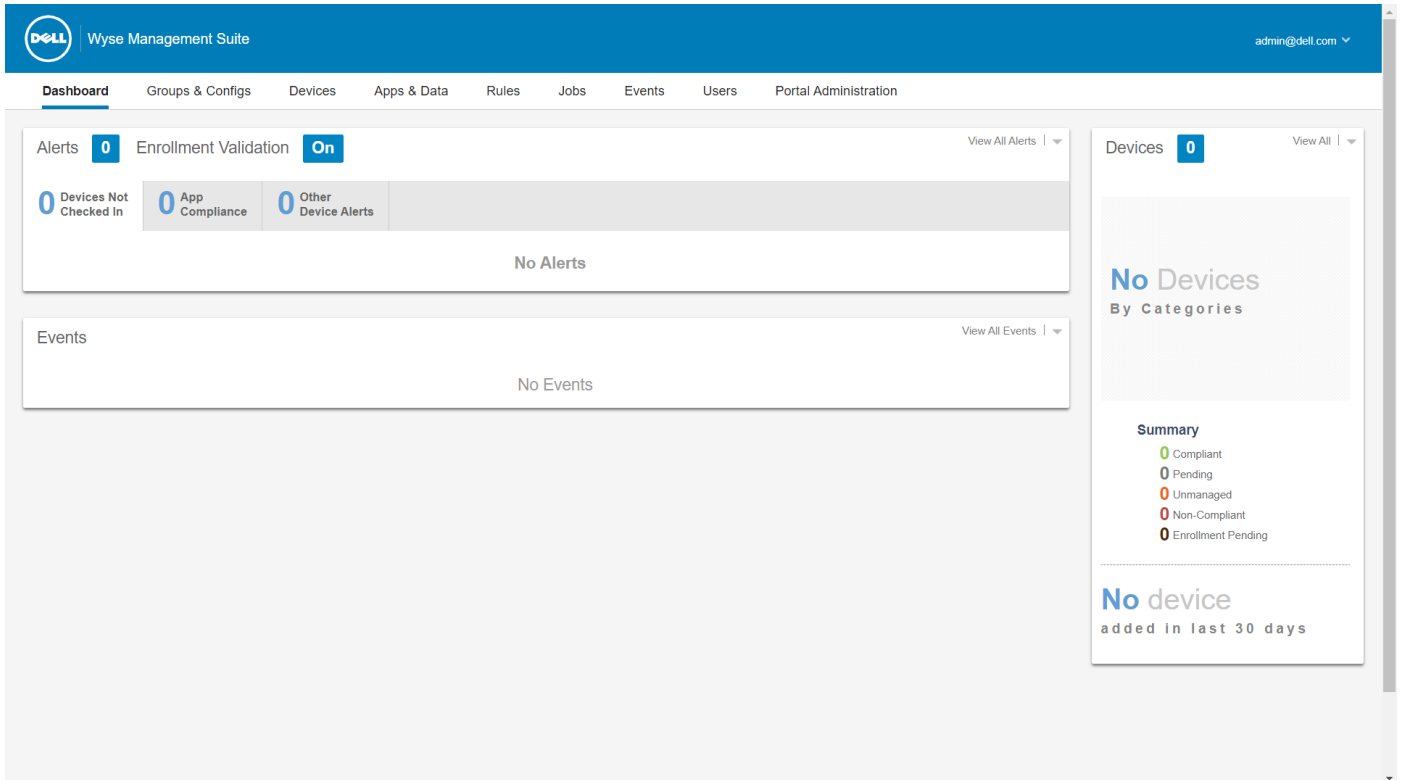 DELL Wyse Management Suite admin@dell.com
Dashboard Groups & Configs Devices Apps & Data Rules Jobs Events Users Portal Administration
Alerts 0 Enrollment Validation On View All Alerts
0 Devices Not Checked In
0 App Compliance
0 Other Device Alerts
No Alerts
Events View All Events
No Events
Devices 0 View All
No Devices
By Categories
Summary
0 Compliant
0 Pending
0 Unmanaged
0 Non-Compliant
0 Enrollment Pending
No device
added in last 30 days